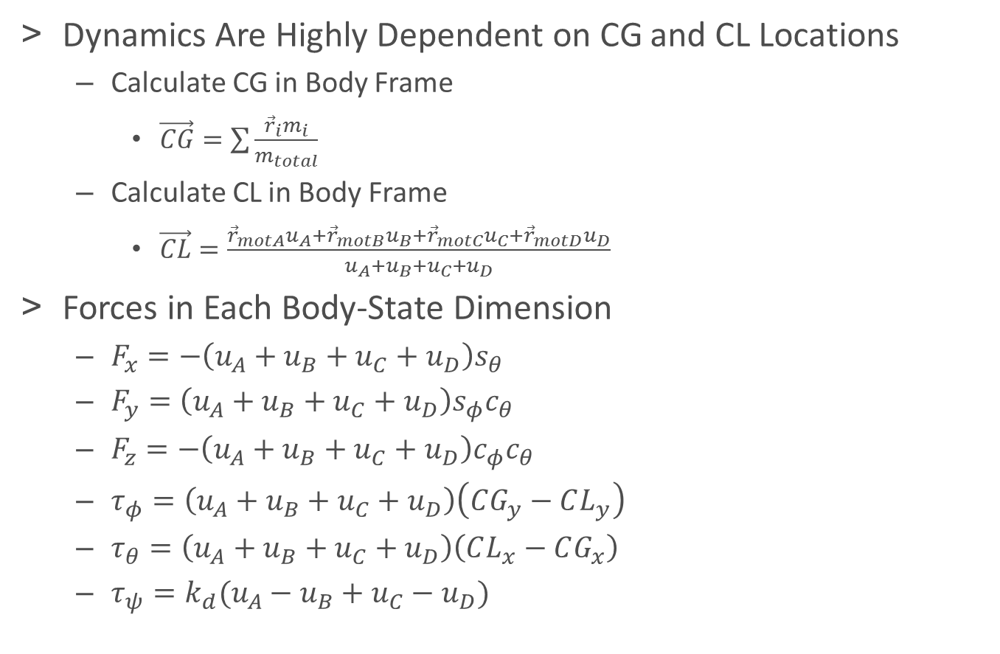 > Dynamics Are Highly Dependent on CG and CL Locations
– Calculate CG in Body Frame
• $\overrightarrow{CG} = \sum \frac{\vec{r}_i m_i}{m_{total}}$
– Calculate CL in Body Frame
• $\overrightarrow{CL} = \frac{\vec{r}_{motA}u_A+\vec{r}_{motB}u_B+\vec{r}_{motC}u_C+\vec{r}_{motD}u_D}{u_A+u_B+u_C+u_D}$
> Forces in Each Body-State Dimension
– $F_x = -(u_A + u_B + u_C + u_D)s_\theta$
– $F_y = (u_A + u_B + u_C + u_D)s_\phi c_\theta$
– $F_z = -(u_A + u_B + u_C + u_D)c_\phi c_\theta$
– $\tau_\phi = (u_A + u_B + u_C + u_D)(CG_y - CL_y)$
– $\tau_\theta = (u_A + u_B + u_C + u_D)(CL_x - CG_x)$
– $\tau_\psi = k_d(u_A - u_B + u_C - u_D)$